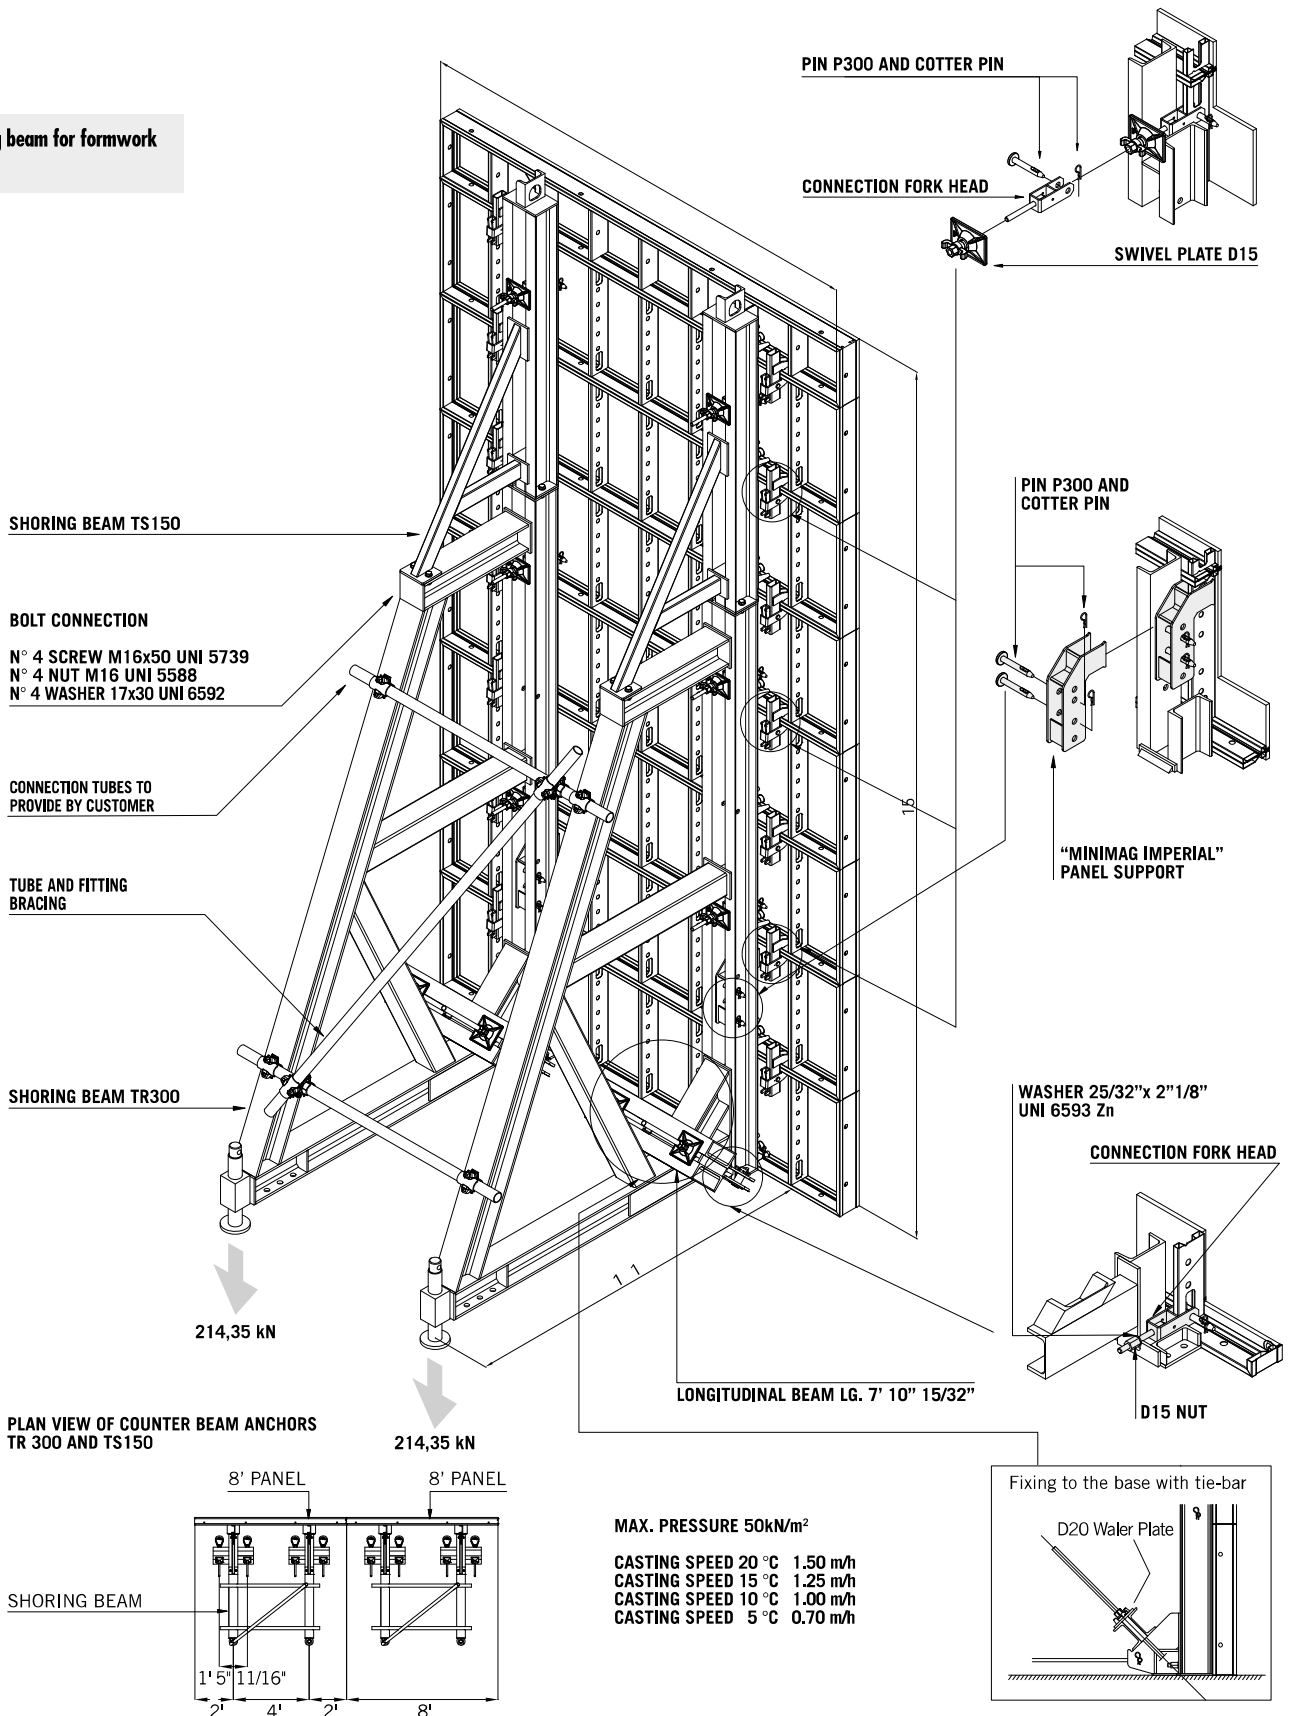 beam for formwork
PIN P300 AND COTTER PIN
CONNECTION FORK HEAD
SWIVEL PLATE D15
PIN P300 AND
COTTER PIN
SHORING BEAM TS150
BOLT CONNECTION
N° 4 SCREW M16x50 UNI 5739
N° 4 NUT M16 UNI 5588
N° 4 WASHER 17x30 UNI 6592
CONNECTION TUBES TO
PROVIDE BY CUSTOMER
15
“MINIMAG IMPERIAL”
PANEL SUPPORT
TUBE AND FITTING
BRACING
SHORING BEAM TR300
WASHER 25/32”x 2”1/8”
UNI 6593 Zn
CONNECTION FORK HEAD
11
214,35 kN
LONGITUDINAL BEAM LG. 7’ 10” 15/32”
D15 NUT
PLAN VIEW OF COUNTER BEAM ANCHORS
TR 300 AND TS150
214,35 kN
8' PANEL
8' PANEL
SHORING BEAM
1' 5" 11/16"
2'
4'
2'
8'
MAX. PRESSURE 50kN/m²
CASTING SPEED 20 °C 1.50 m/h
CASTING SPEED 15 °C 1.25 m/h
CASTING SPEED 10 °C 1.00 m/h
CASTING SPEED 5 °C 0.70 m/h
Fixing to the base with tie-bar
D20 Waler Plate